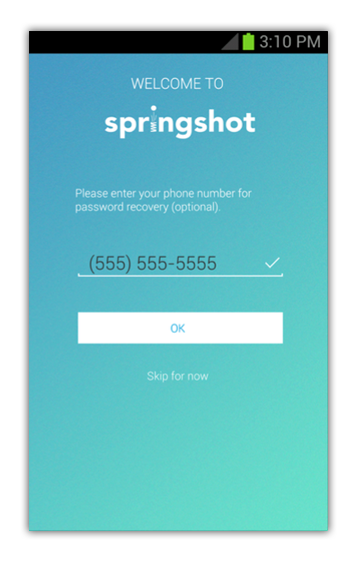 3:10 PM
WELCOME TO
springshot
Please enter your phone number for
password recovery (optional).
(555) 555-5555
OK
Skip for now